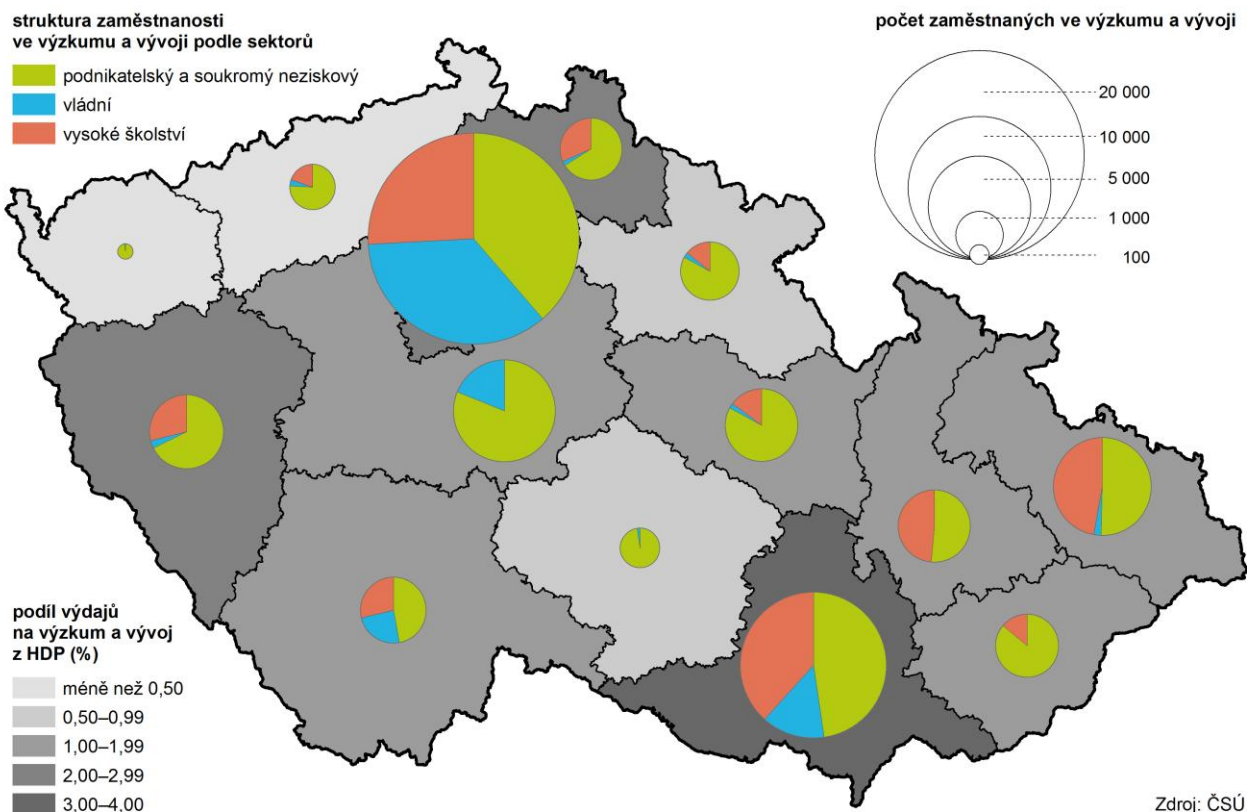 struktura zaměstnanosti
ve výzkumu a vývoji podle sektorů
podnikatelský a soukromý neziskový
vládní
vysoké školství
počet zaměstnaných ve výzkumu a vývoji
20 000
10 000
5 000
1 000
100
podíl výdajů
na výzkum a vývoj
z HDP (%)
méně než 0,50
0,50–0,99
1,00–1,99
2,00–2,99
3,00–4,00
Zdroj: ČSÚ